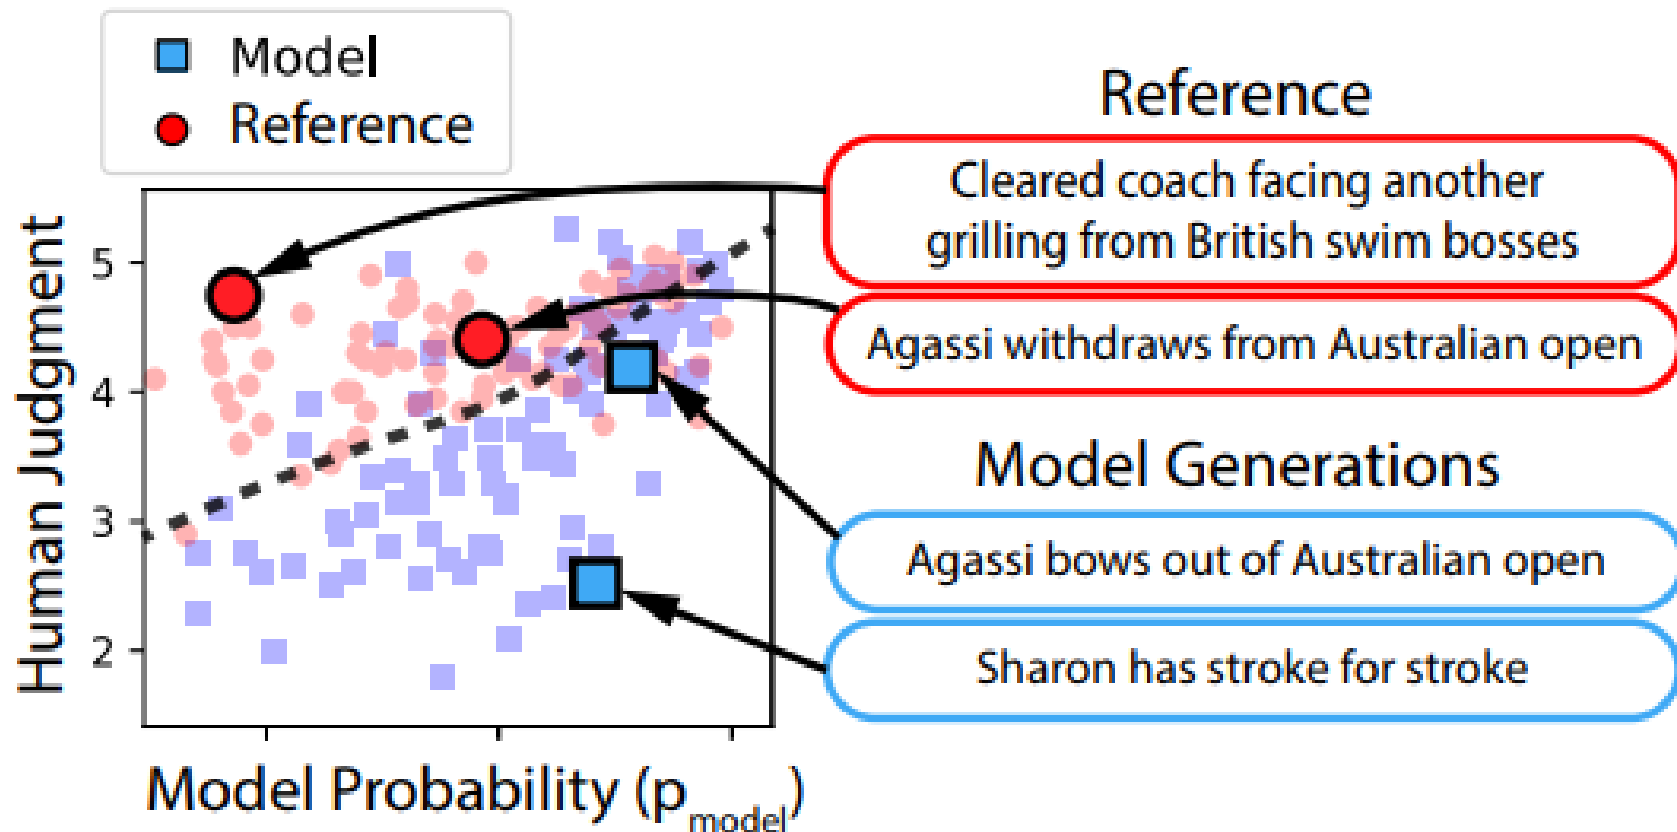 Model
Reference
Human Judgment
5
4
3
2
Model Probability (p_model)
Reference
Cleared coach facing another
grilling from British swim bosses
Agassi withdraws from Australian open
Model Generations
Agassi bows out of Australian open
Sharon has stroke for stroke